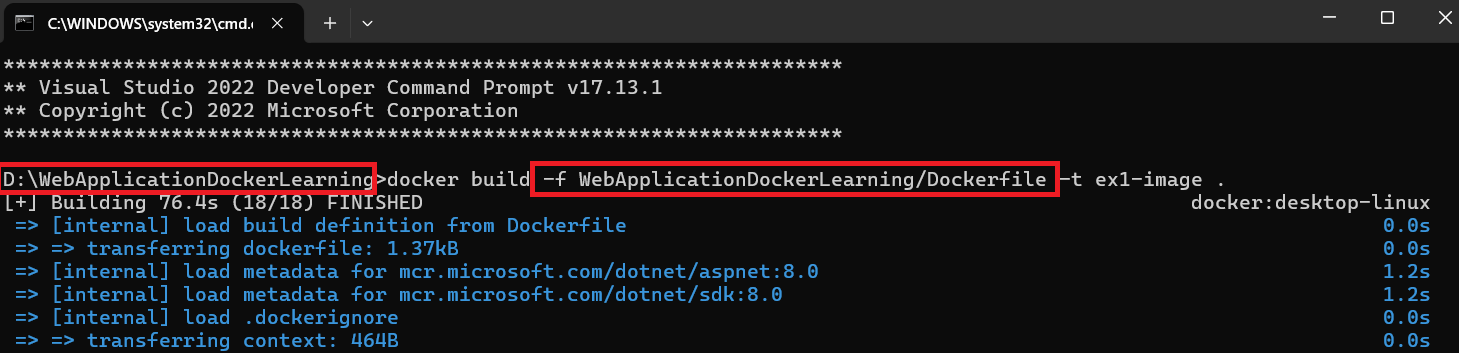 C:\WINDOWS\system32\cmd.e
**********************************************************************
** Visual Studio 2022 Developer Command Prompt v17.13.1
** Copyright (c) 2022 Microsoft Corporation
**********************************************************************
D:\WebApplicationDockerLearning>docker build -f WebApplicationDockerLearning/Dockerfile -t ex1-image .
[+] Building 76.4s (18/18) FINISHED docker:desktop-linux
=> [internal] load build definition from Dockerfile 0.0s
=> => transferring dockerfile: 1.37kB 0.0s
=> [internal] load metadata for mcr.microsoft.com/dotnet/aspnet:8.0 1.2s
=> [internal] load metadata for mcr.microsoft.com/dotnet/sdk:8.0 1.2s
=> [internal] load .dockerignore 0.0s
=> => transferring context: 464B 0.0s